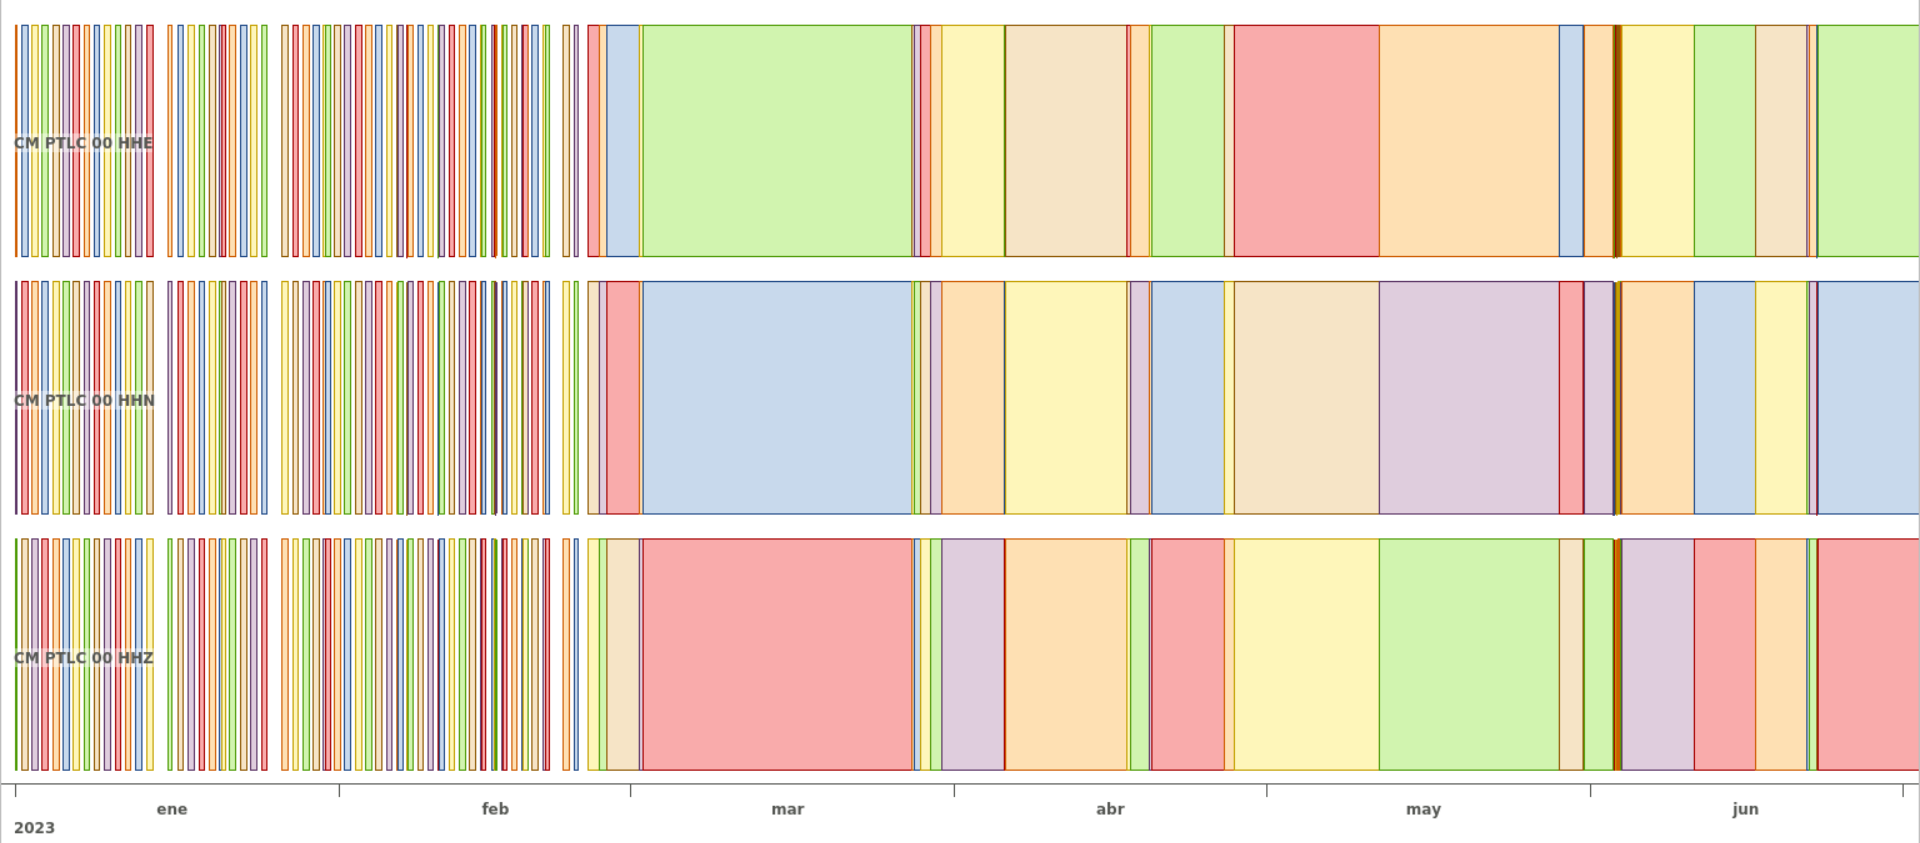 CM PTLC 00 HHE
CM PTLC 00 HHN
CM PTLC 00 HHZ
ene feb mar abr may jun
2023